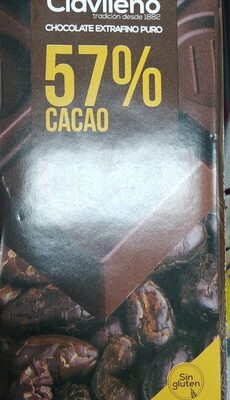 Clavileño
tradición desde 1882
CHOCOLATE EXTRAFINO PURO
57%
CACAO
Sin
gluten